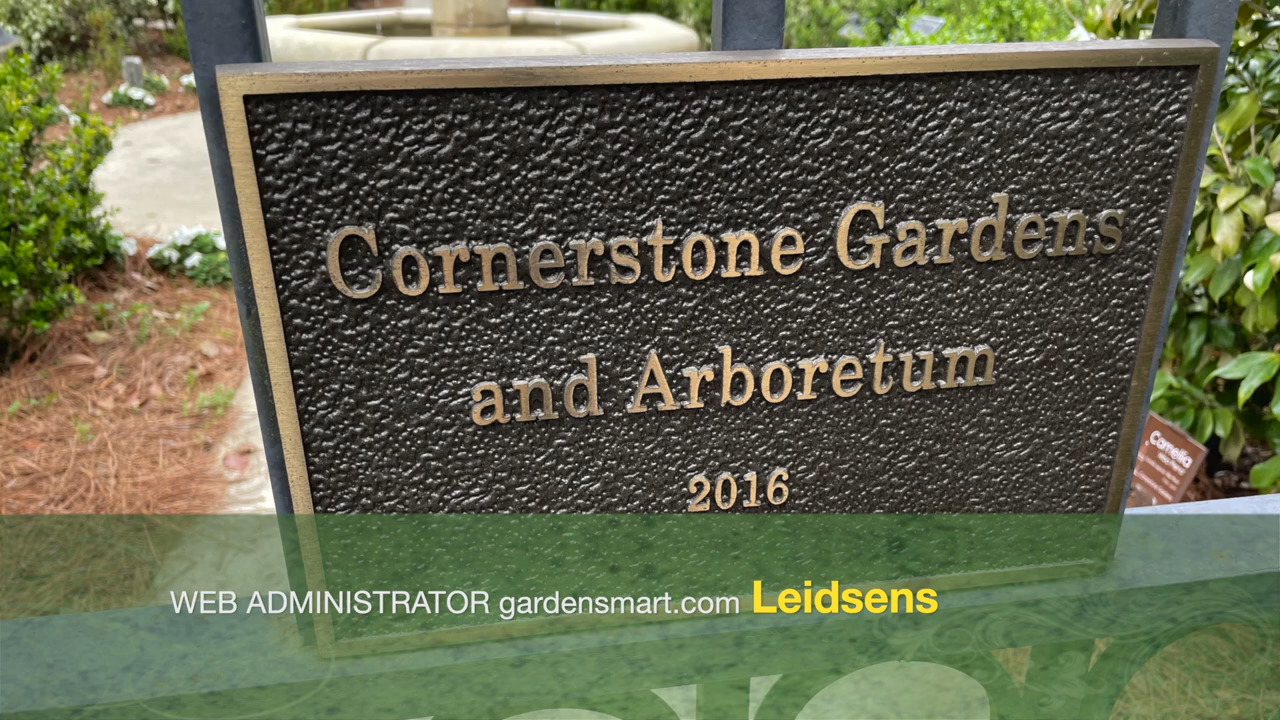 Cornerstone Gardens
and Arboretum
2016
Camellia
WEB ADMINISTRATOR gardensmart.com Leidsens